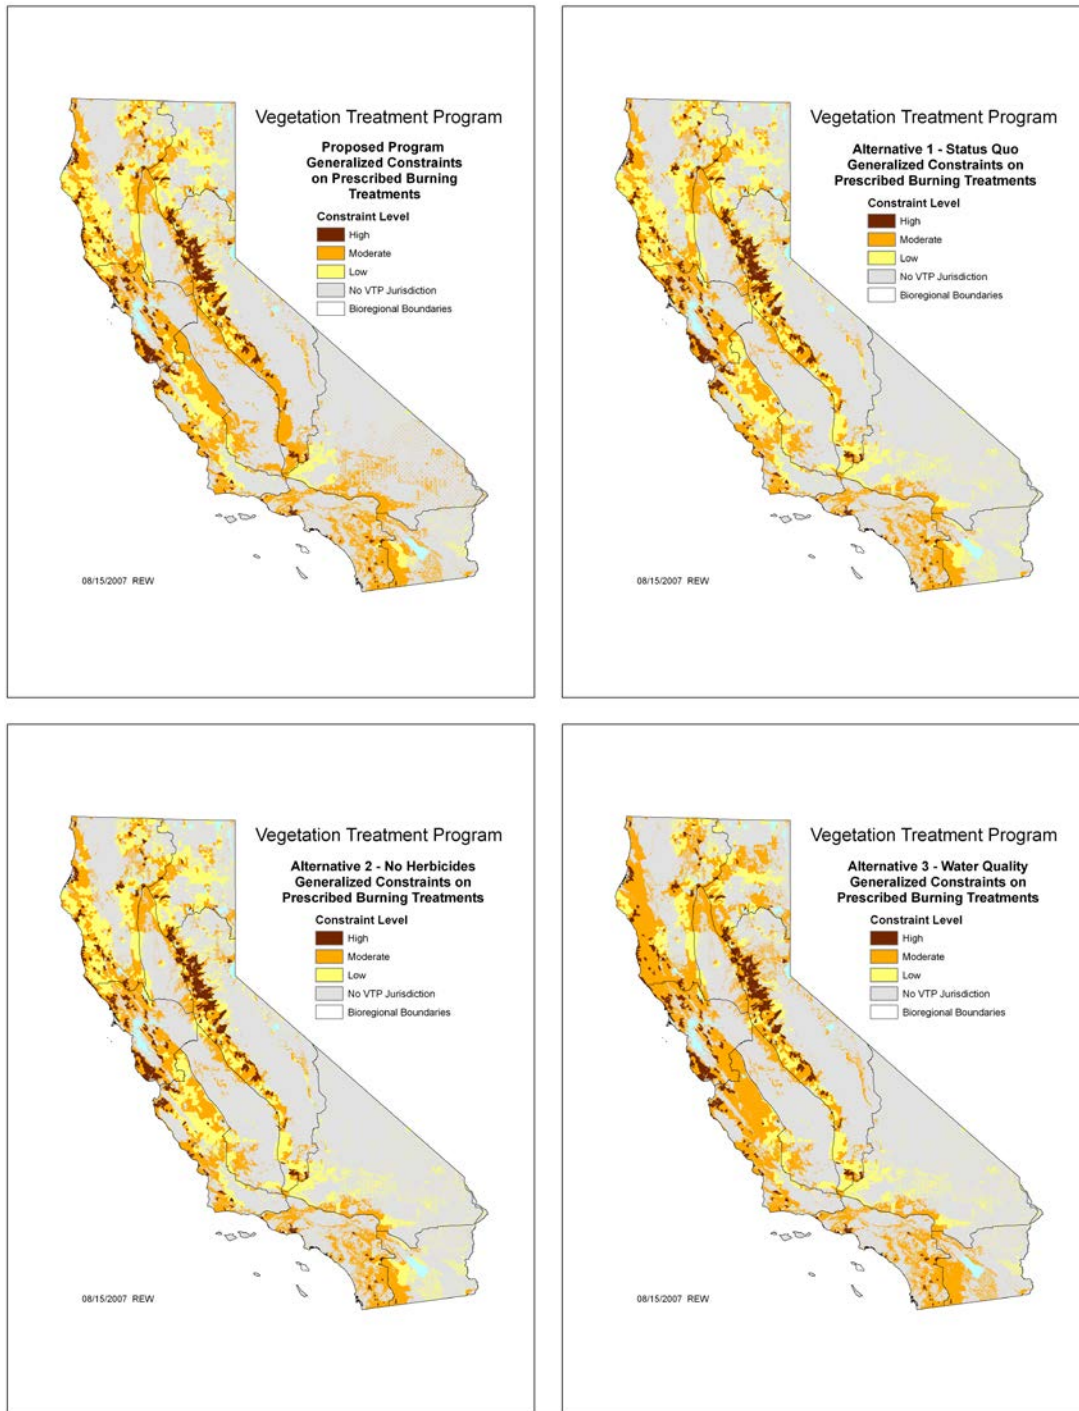 Vegetation Treatment Program
Proposed Program
Generalized Constraints
on Prescribed Burning
Treatments
Constraint Level
High
Moderate
Low
No VTP Jurisdiction
Bioregional Boundaries
08/15/2007 REW
Vegetation Treatment Program
Alternative 1 - Status Quo
Generalized Constraints on
Prescribed Burning Treatments
Constraint Level
High
Moderate
Low
No VTP Jurisdiction
Bioregional Boundaries
08/15/2007 REW
Vegetation Treatment Program
Alternative 2 - No Herbicides
Generalized Constraints on
Prescribed Burning Treatments
Constraint Level
High
Moderate
Low
No VTP Jurisdiction
Bioregional Boundaries
08/15/2007 REW
Vegetation Treatment Program
Alternative 3 - Water Quality
Generalized Constraints on
Prescribed Burning Treatments
Constraint Level
High
Moderate
Low
No VTP Jurisdiction
Bioregional Boundaries
08/15/2007 REW